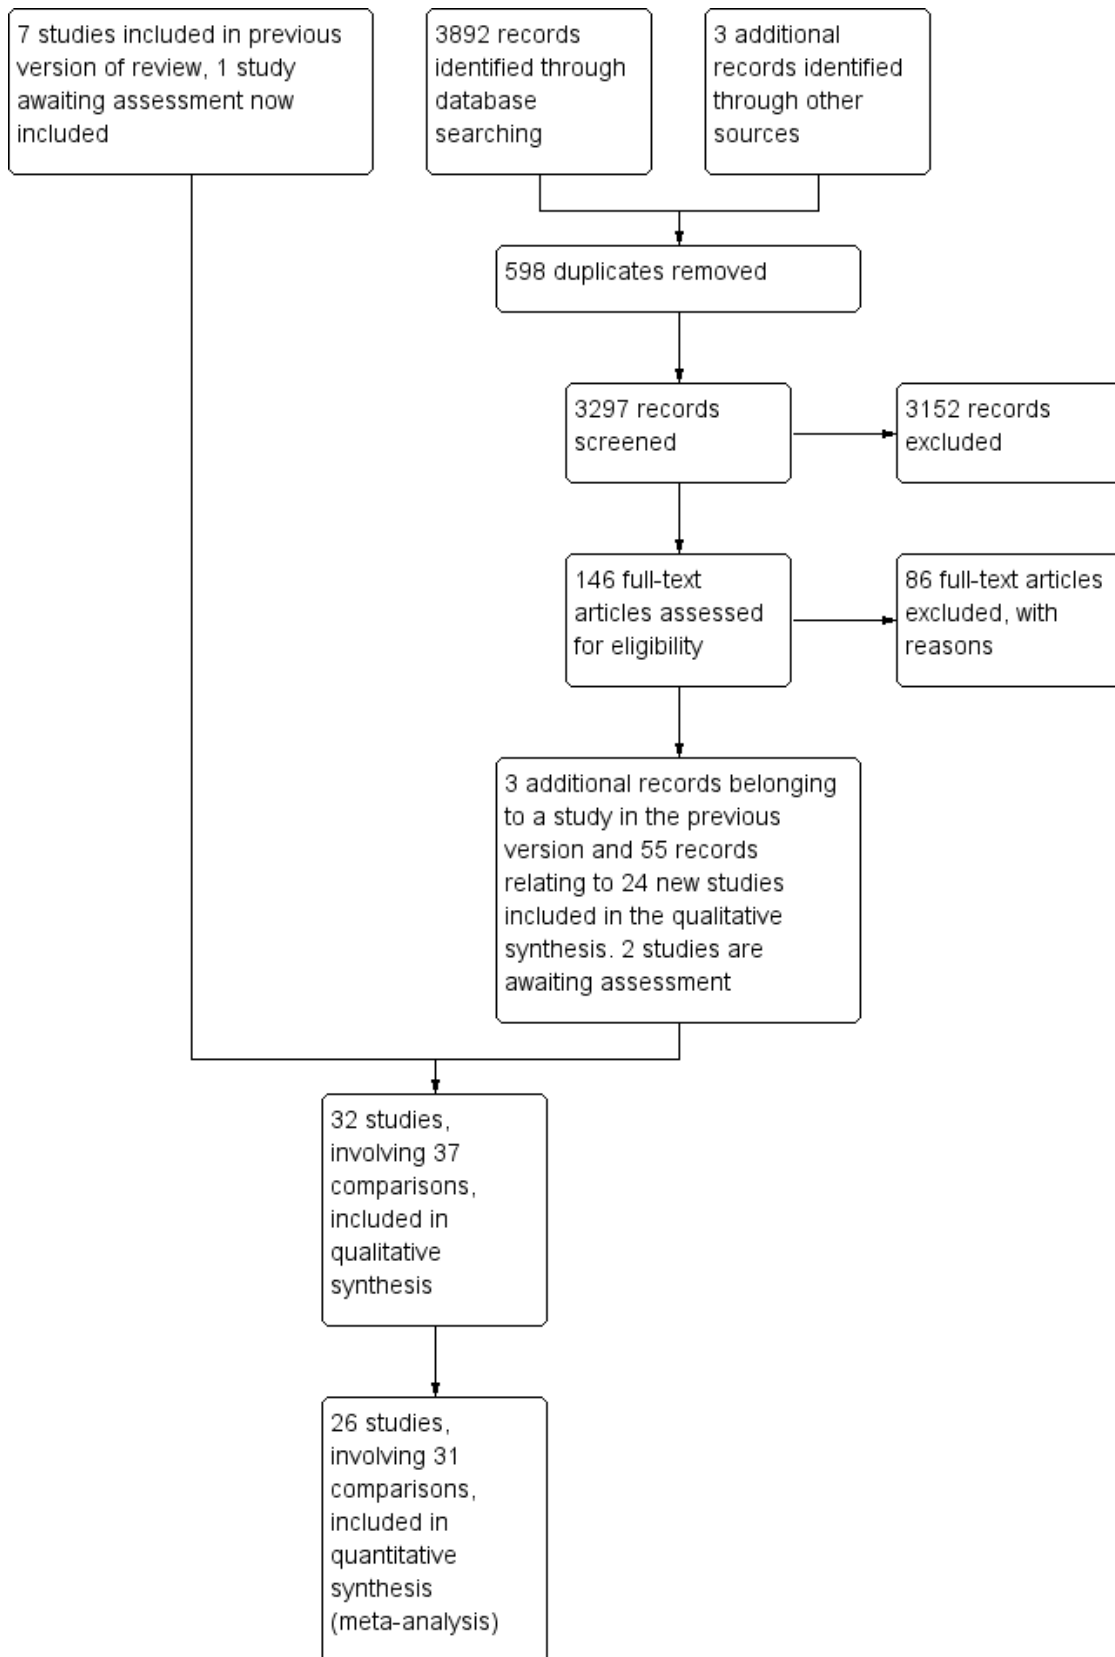 7 studies included in previous
version of review, 1 study
awaiting assessment now
included
3892 records
identified through
database
searching
3 additional
records identified
through other
sources
598 duplicates removed
3297 records
screened
3152 records
excluded
146 full-text
articles assessed
for eligibility
86 full-text articles
excluded, with
reasons
3 additional records belonging
to a study in the previous
version and 55 records
relating to 24 new studies
included in the qualitative
synthesis. 2 studies are
awaiting assessment
32 studies,
involving 37
comparisons,
included in
qualitative
synthesis
26 studies,
involving 31
comparisons,
included in
quantitative
synthesis
(meta-analysis)